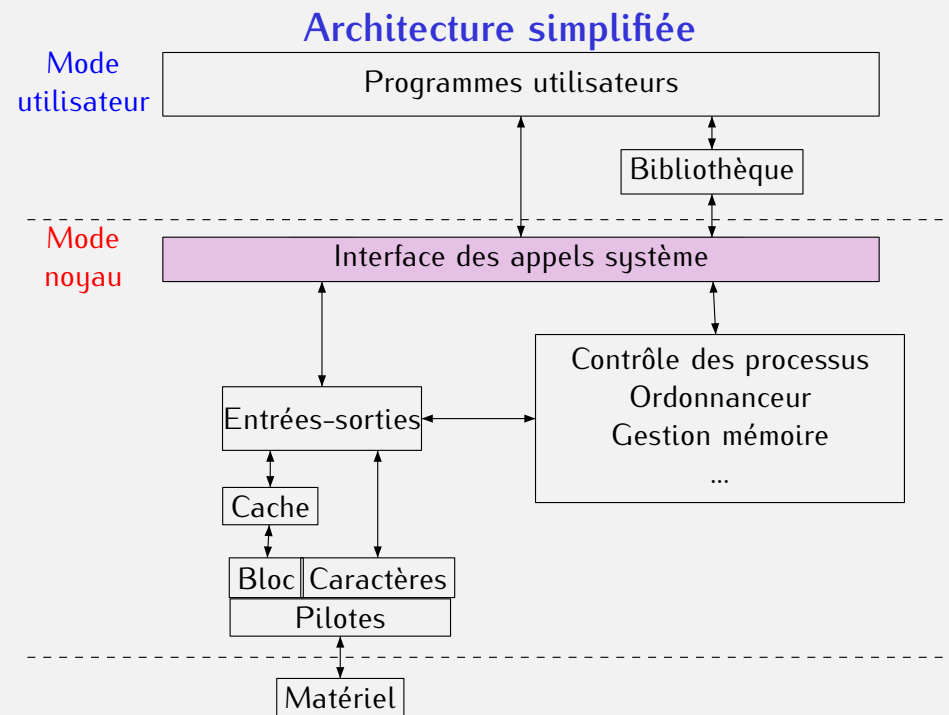 Architecture simplifiée
Mode
utilisateur
Programmes utilisateurs
Bibliothèque
Mode
noyau
Interface des appels système
Contrôle des processus
Ordonnanceur
Gestion mémoire
...
Entrées-sorties
Cache
Bloc
Caractères
Pilotes
Matériel